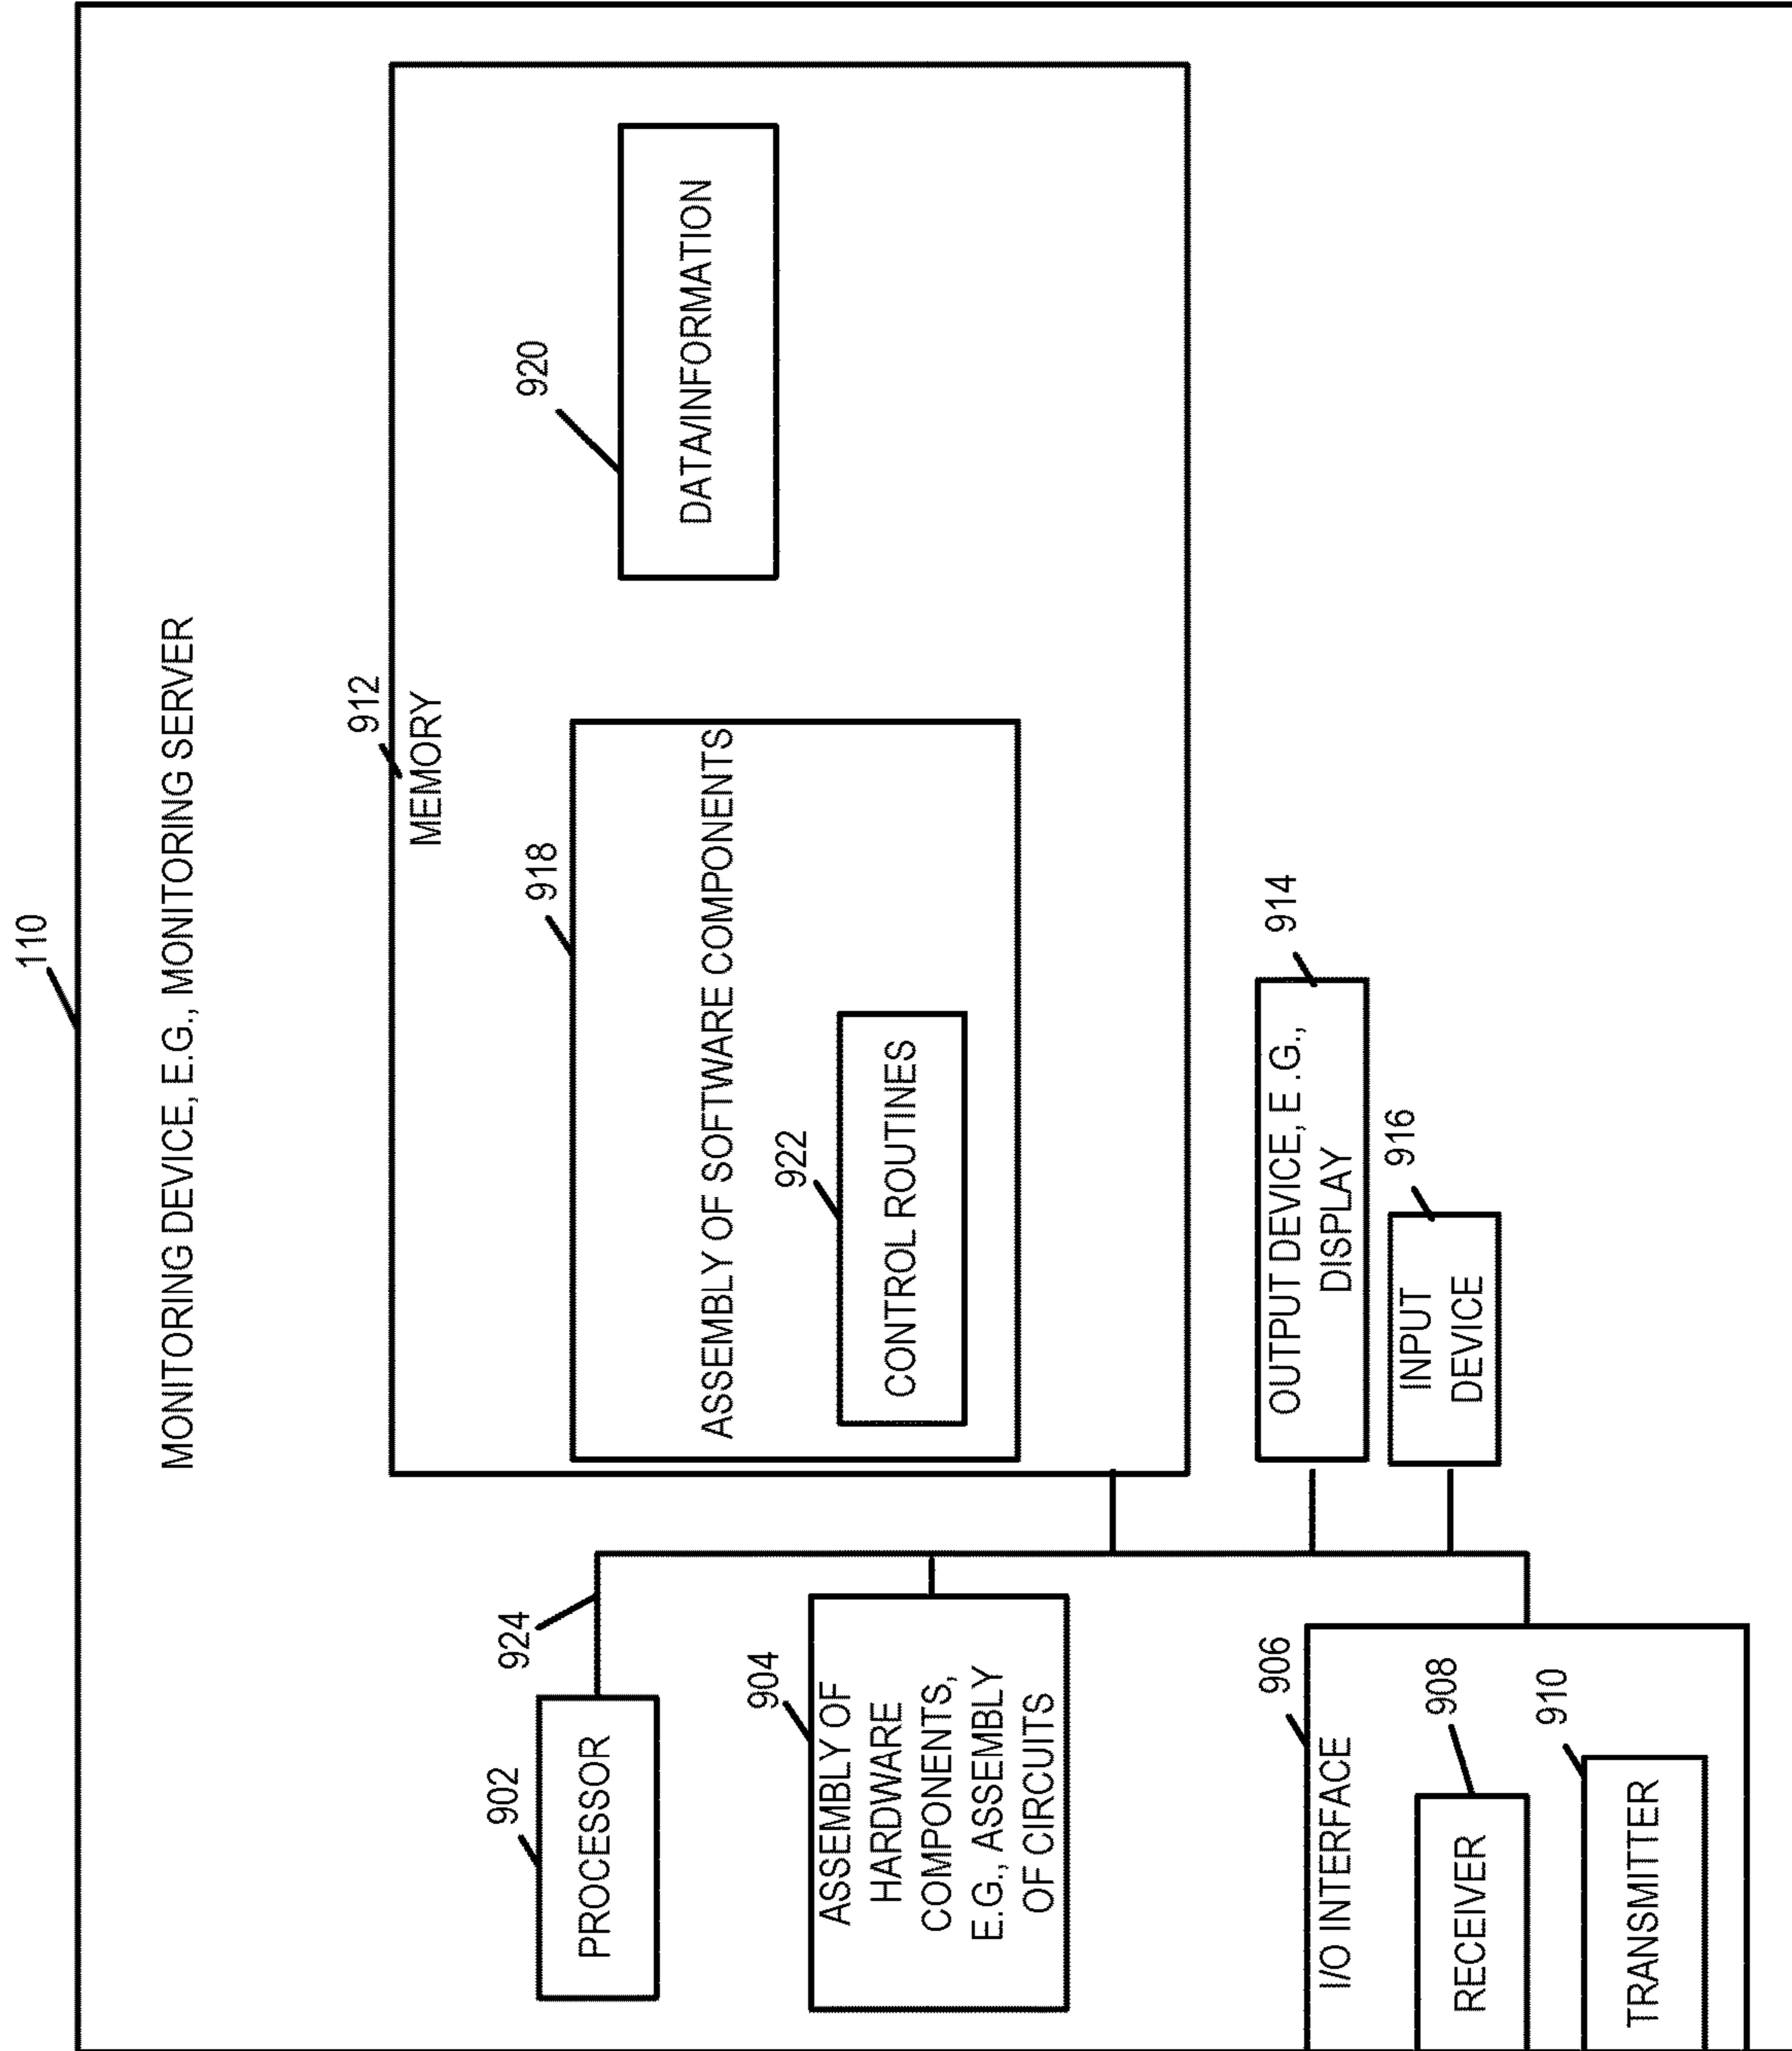 110
MONITORING DEVICE, E.G., MONITORING SERVER
902
PROCESSOR
924
904
ASSEMBLY OF
HARDWARE
COMPONENTS,
E.G., ASSEMBLY
OF CIRCUITS
906
I/O INTERFACE
908
RECEIVER
910
TRANSMITTER
912
MEMORY
918
ASSEMBLY OF SOFTWARE COMPONENTS
922
CONTROL ROUTINES
920
DATA/INFORMATION
914
OUTPUT DEVICE, E .G.,
DISPLAY
916
INPUT
DEVICE